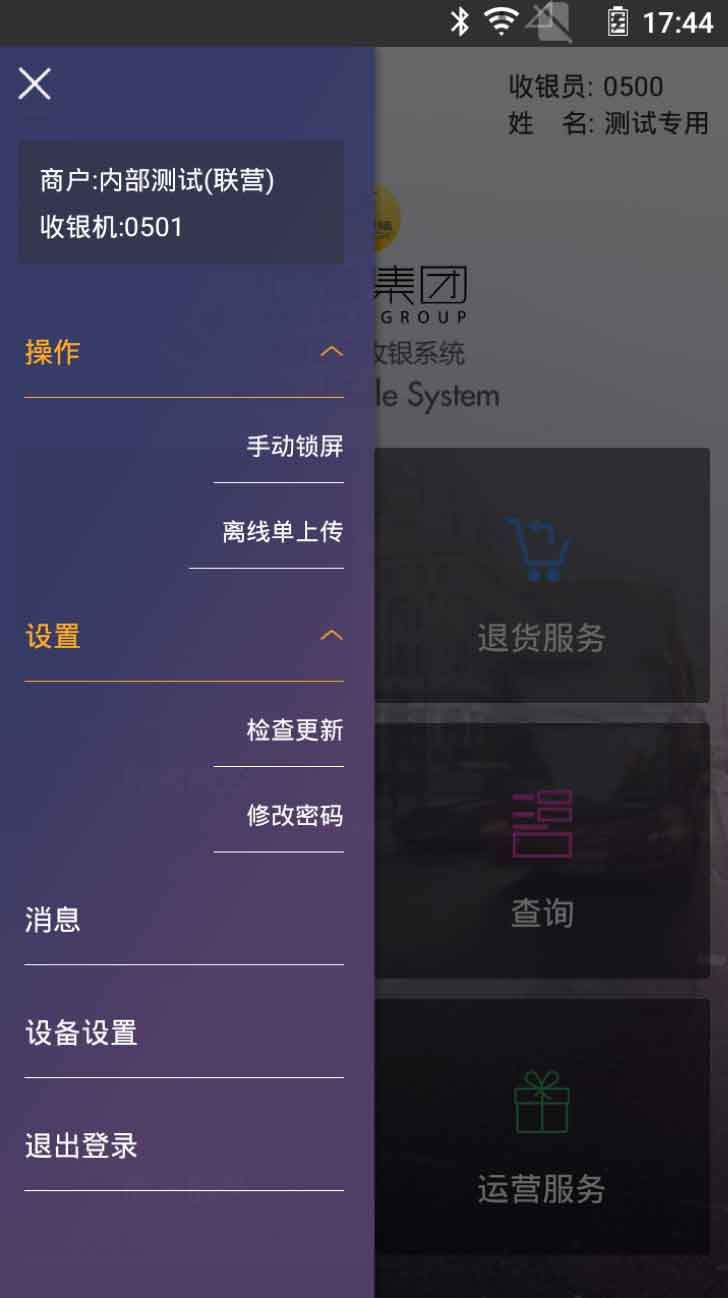 17:44
收银员: 0500
姓 名: 测试专用
商户:内部测试(联营)
收银机:0501
集团
GROUP
收银系统
le System
操作
手动锁屏
离线单上传
设置
检查更新
修改密码
消息
设备设置
退出登录
退货服务
查询
运营服务